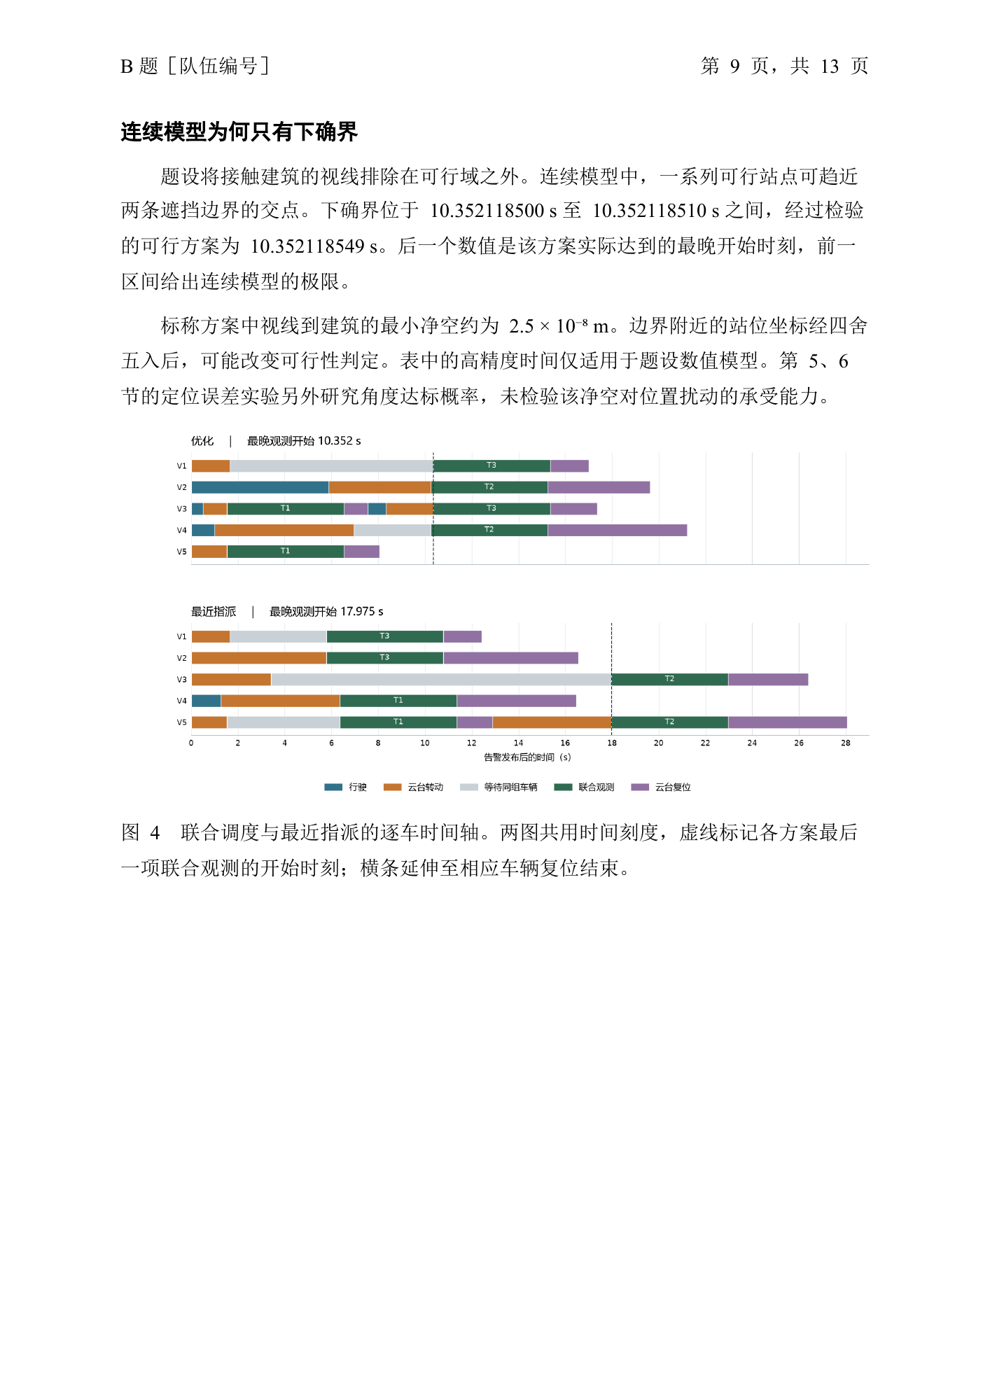 B 题［队伍编号］ 第 9 页，共 13 页
连续模型为何只有下确界
题设将接触建筑的视线排除在可行域之外。连续模型中，一系列可行站点可趋近
两条遮挡边界的交点。下确界位于 10.352118500 s 至 10.352118510 s 之间，经过检验
的可行方案为 10.352118549 s。后一个数值是该方案实际达到的最晚开始时刻，前一
区间给出连续模型的极限。
标称方案中视线到建筑的最小净空约为 2.5 × 10⁻⁸ m。边界附近的站位坐标经四舍
五入后，可能改变可行性判定。表中的高精度时间仅适用于题设数值模型。第 5、6
节的定位误差实验另外研究角度达标概率，未检验该净空对位置扰动的承受能力。
优化 | 最晚观测开始 10.352 s
V1 T3
V2 T2
V3 T1 T3
V4 T2
V5 T1
最近指派 | 最晚观测开始 17.975 s
V1 T3
V2 T3
V3 T2
V4 T1
V5 T1 T2
0 2 4 6 8 10 12 14 16 18 20 22 24 26 28
告警发布后的时间（s）
行驶 云台转动 等待同组车辆 联合观测 云台复位
图 4 联合调度与最近指派的逐车时间轴。两图共用时间刻度，虚线标记各方案最后
一项联合观测的开始时刻；横条延伸至相应车辆复位结束。